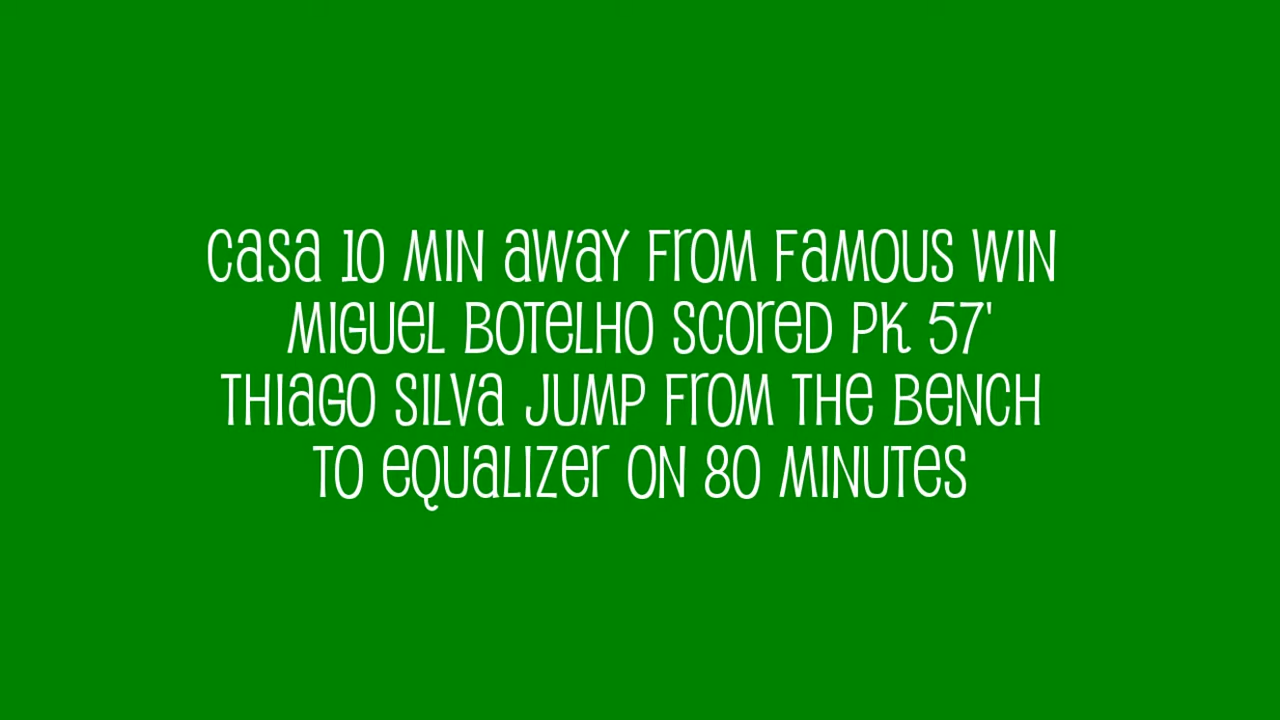 Casa 10 min away from famous win
Miguel Botelho scored PK 57'
Thiago Silva jump from the bench
to equalizer on 80 minutes